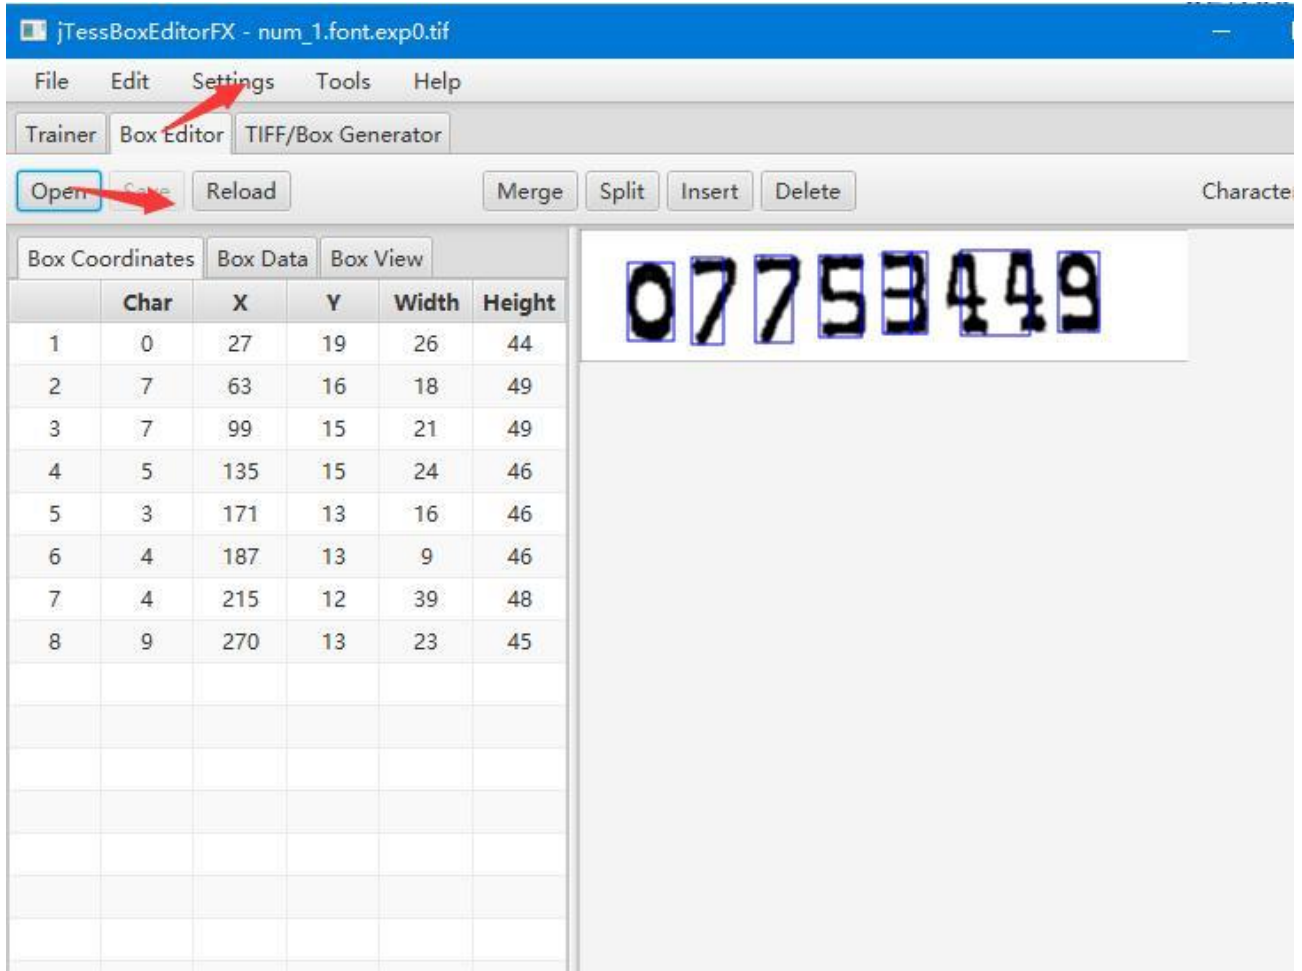 jTessBoxEditorFX - num_1.font.exp0.tif
File Edit Settings Tools Help
Trainer Box Editor TIFF/Box Generator
Open Save Reload Merge Split Insert Delete Character
Box Coordinates Box Data Box View
07753449
Char X Y Width Height
1 0 27 19 26 44
2 7 63 16 18 49
3 7 99 15 21 49
4 5 135 15 24 46
5 3 171 13 16 46
6 4 187 13 9 46
7 4 215 12 39 48
8 9 270 13 23 45